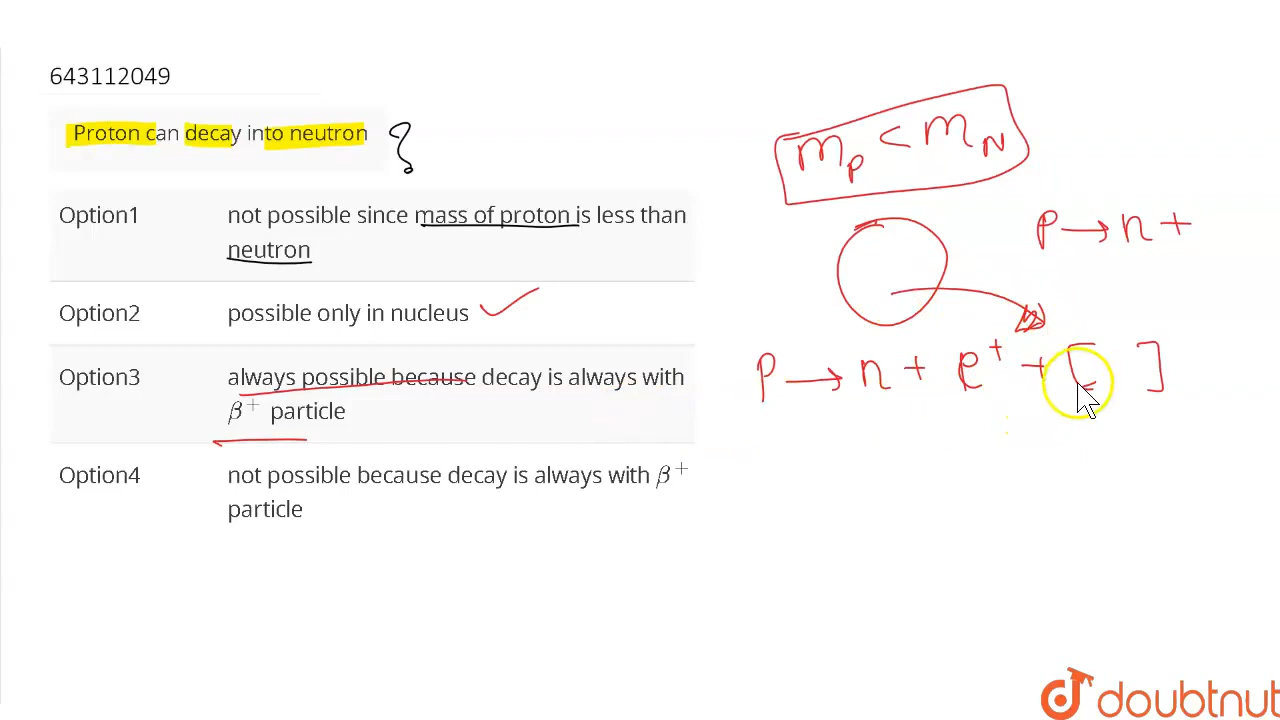 643112049
Proton can decay into neutron ?
Option1 not possible since mass of proton is less than
neutron
Option2 possible only in nucleus
Option3 always possible because decay is always with
β⁺ particle
Option4 not possible because decay is always with β⁺
particle
m_p < m_N
p → n +
p → n + e⁺ + [ ]
doubtnut